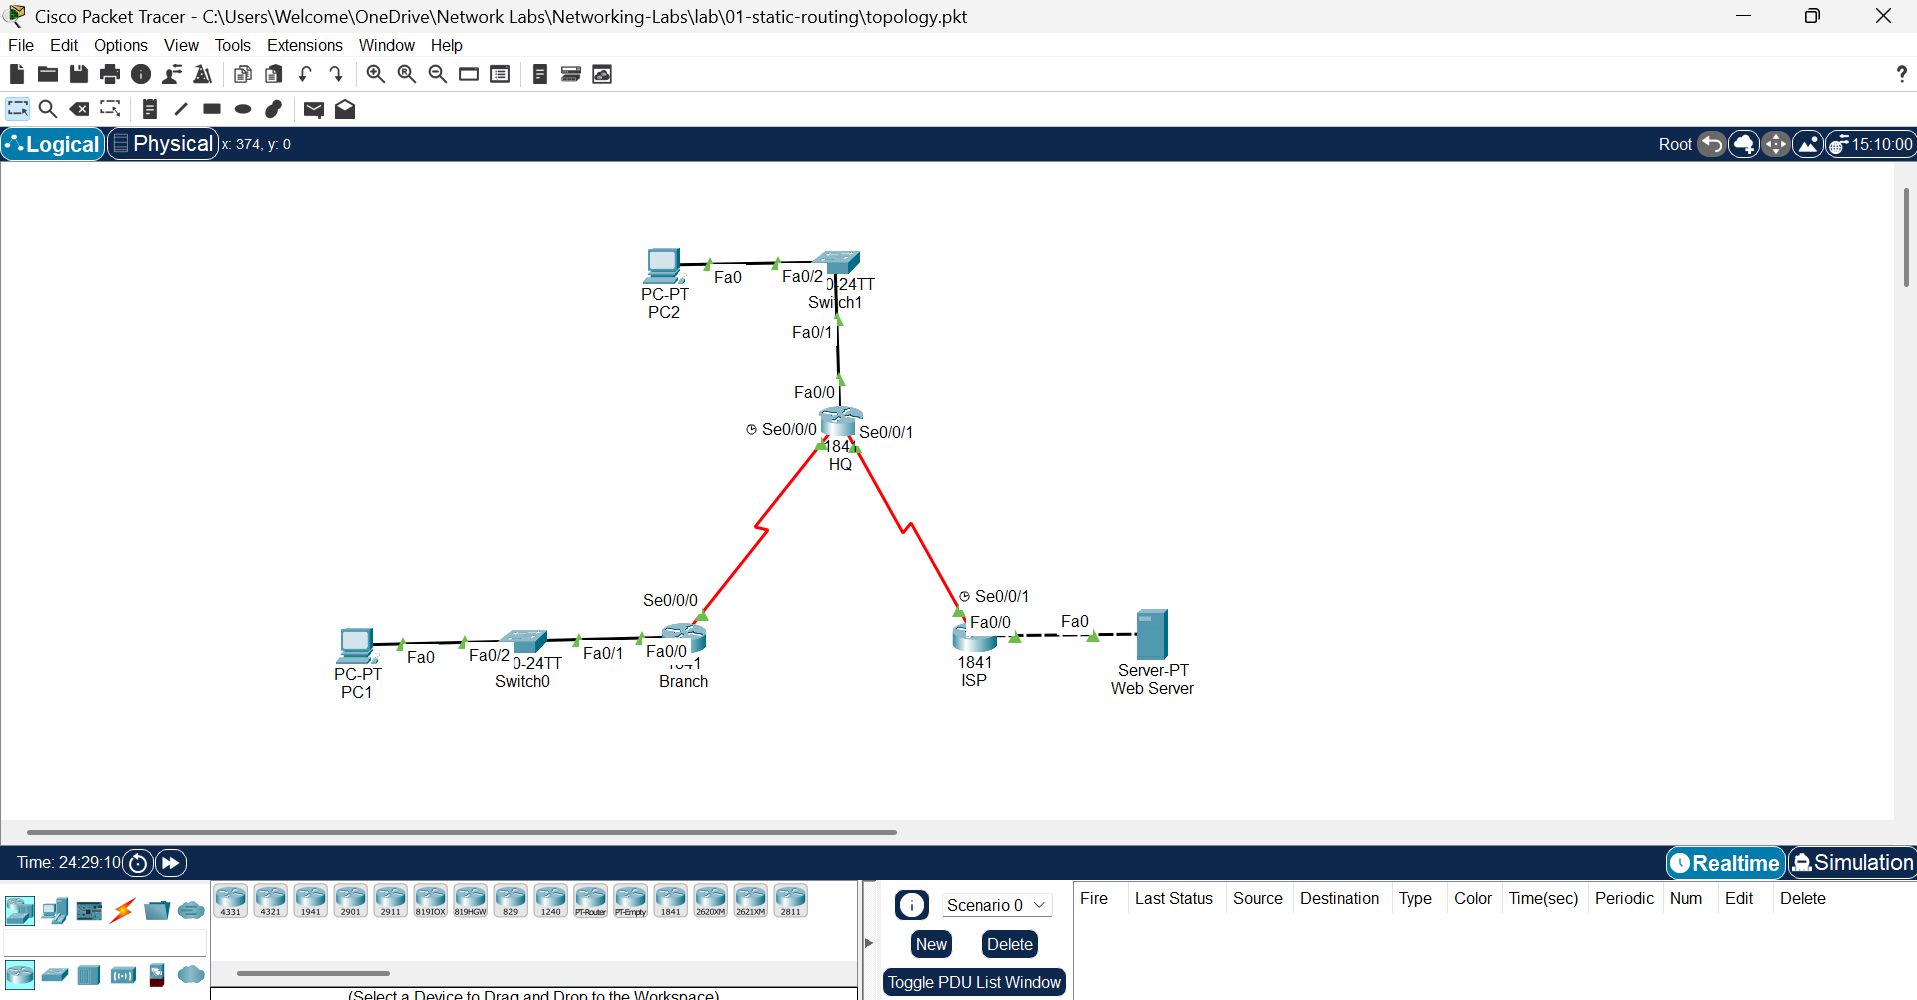 Cisco Packet Tracer - C:\Users\Welcome\OneDrive\Network Labs\Networking-Labs\lab\01-static-routing\topology.pkt
File Edit Options View Tools Extensions Window Help
?
Logical Physical x: 374, y: 0 Root 15:10:00
Fa0 Fa0/2
PC-PT
PC2
0-24TT
Switch1
Fa0/1
Fa0/0
Se0/0/0 Se0/0/1
1841
HQ
Se0/0/0
Se0/0/1
Fa0/0 Fa0
Fa0 Fa0/2 Fa0/1 Fa0/0
PC-PT
PC1
0-24TT
Switch0
1841
Branch
1841
ISP
Server-PT
Web Server
Time: 24:29:10 Realtime Simulation
4331 4321 1941 2901 2911 819IOX 819HGW 829 1240 PT-Router PT-Empty 1841 2620XM 2621XM 2811
Scenario 0
New Delete
Toggle PDU List Window
Fire Last Status Source Destination Type Color Time(sec) Periodic Num Edit Delete
(Select a Device to Drag and Drop to the Workspace)